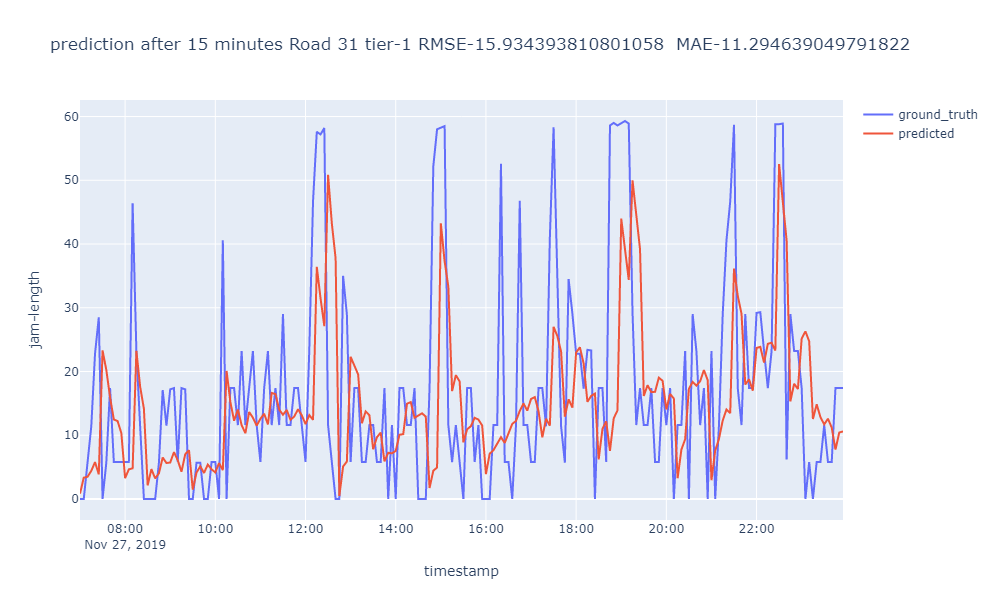 prediction after 15 minutes Road 31 tier-1 RMSE-15.934393810801058  MAE-11.294639049791822
ground_truth
predicted
60
50
40
30
20
10
0
jam-length
08:00 10:00 12:00 14:00 16:00 18:00 20:00 22:00
Nov 27, 2019
timestamp